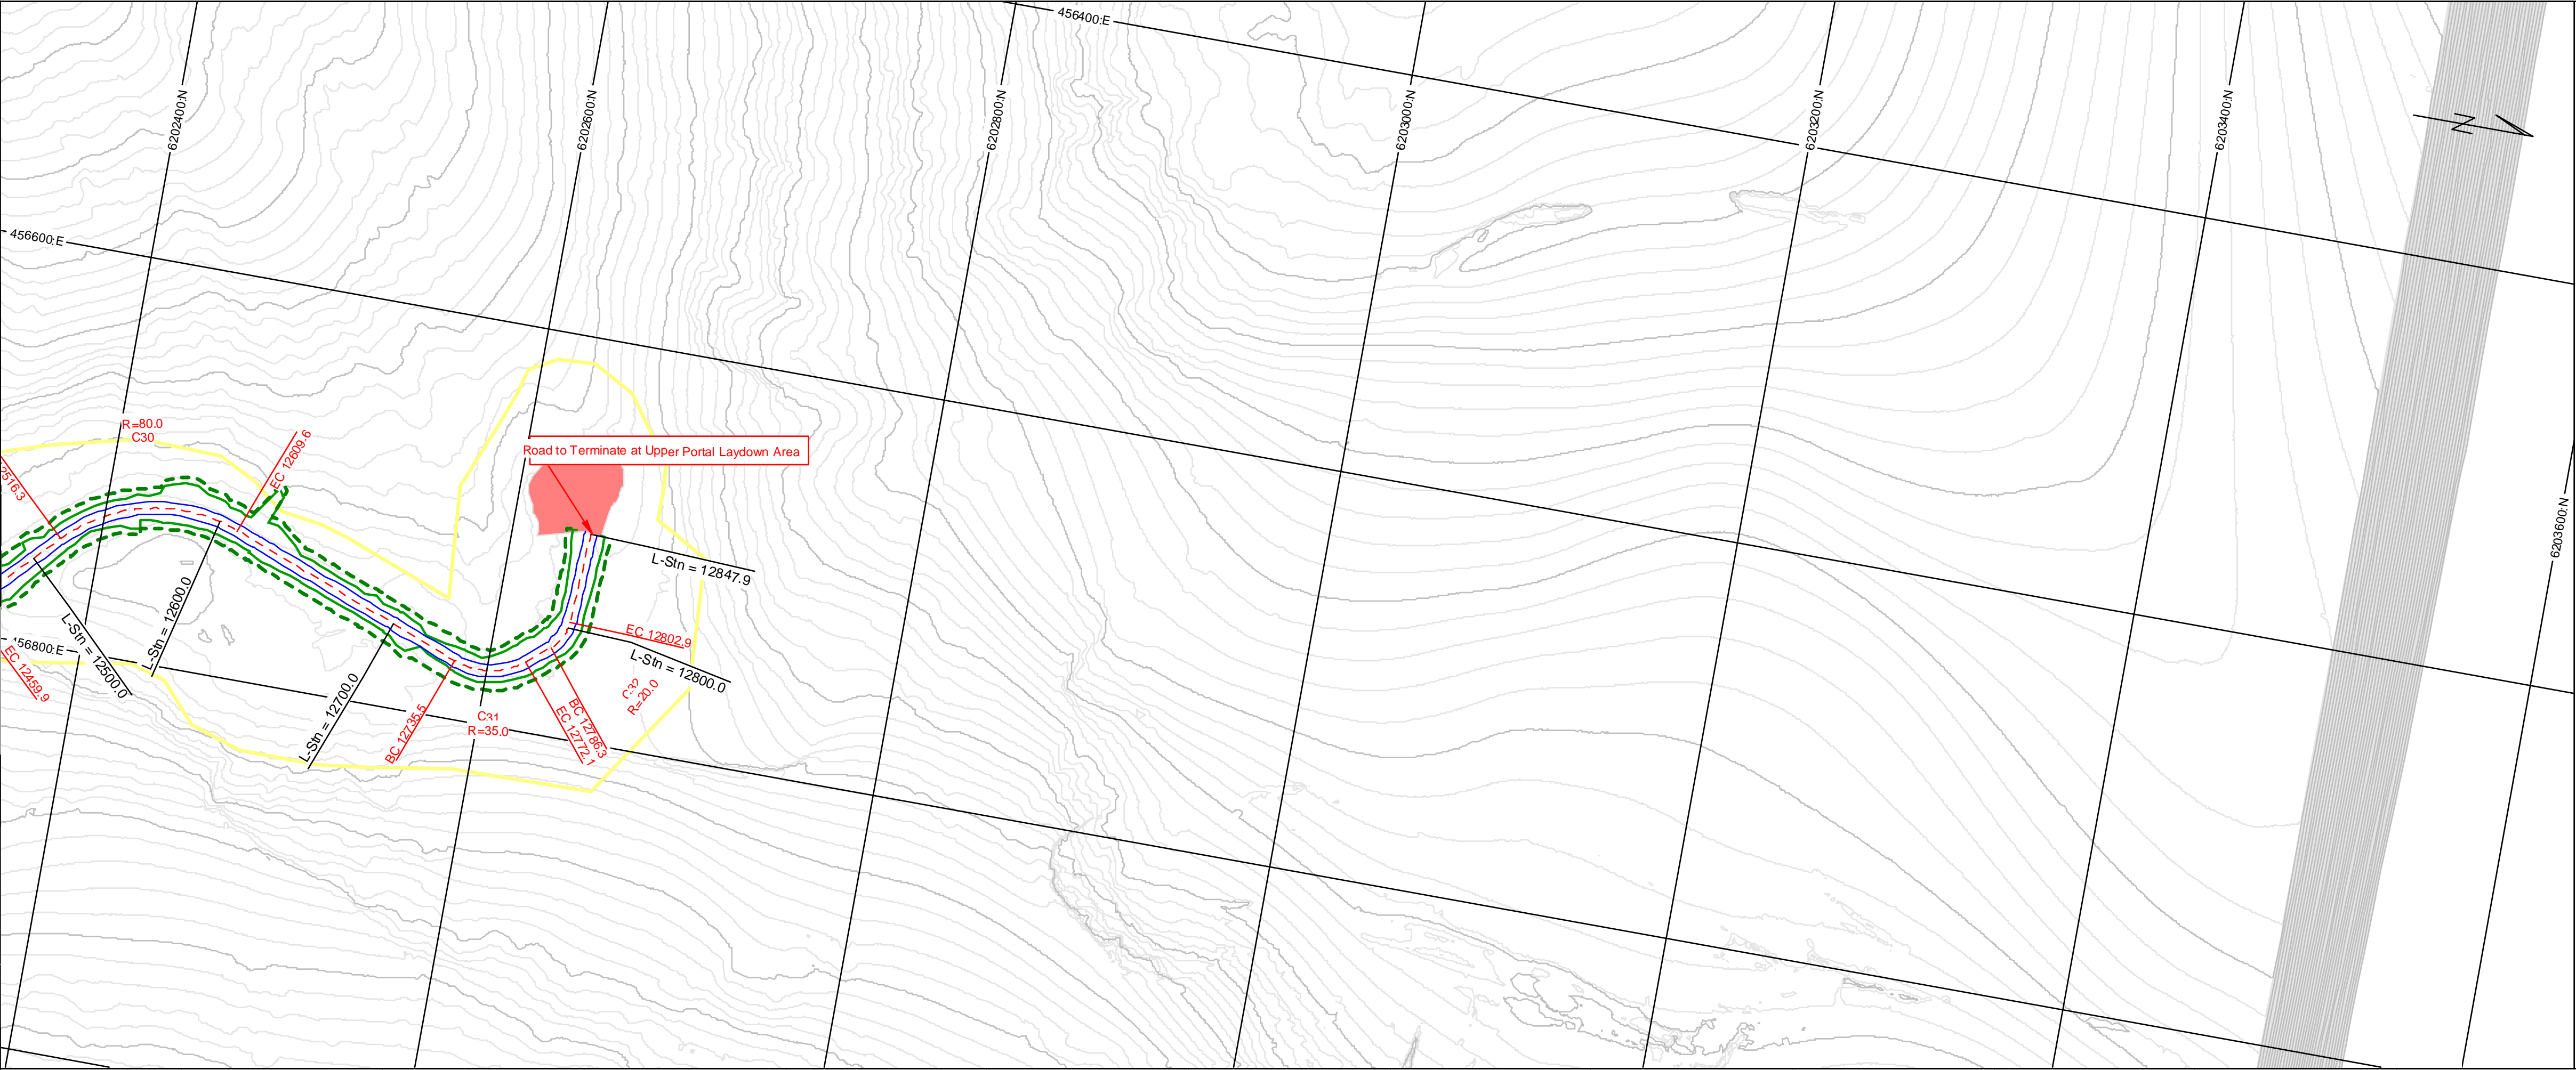 456400:E
6202400:N
6202600:N
6202800:N
6203000:N
6203200:N
6203400:N
N
456600:E
R=80.0
C30
EC 12609.6
2516.3
Road to Terminate at Upper Portal Laydown Area
6203600:N
L-Stn = 12847.9
L-Stn = 12500.0
L-Stn = 12600.0
456800:E
EC 12459.9
EC 12802.9
L-Stn = 12800.0
L-Stn = 12700.0
BC 12735.5
C31
R=35.0
BC 12786.3
EC 12772.1
C32
R=20.0